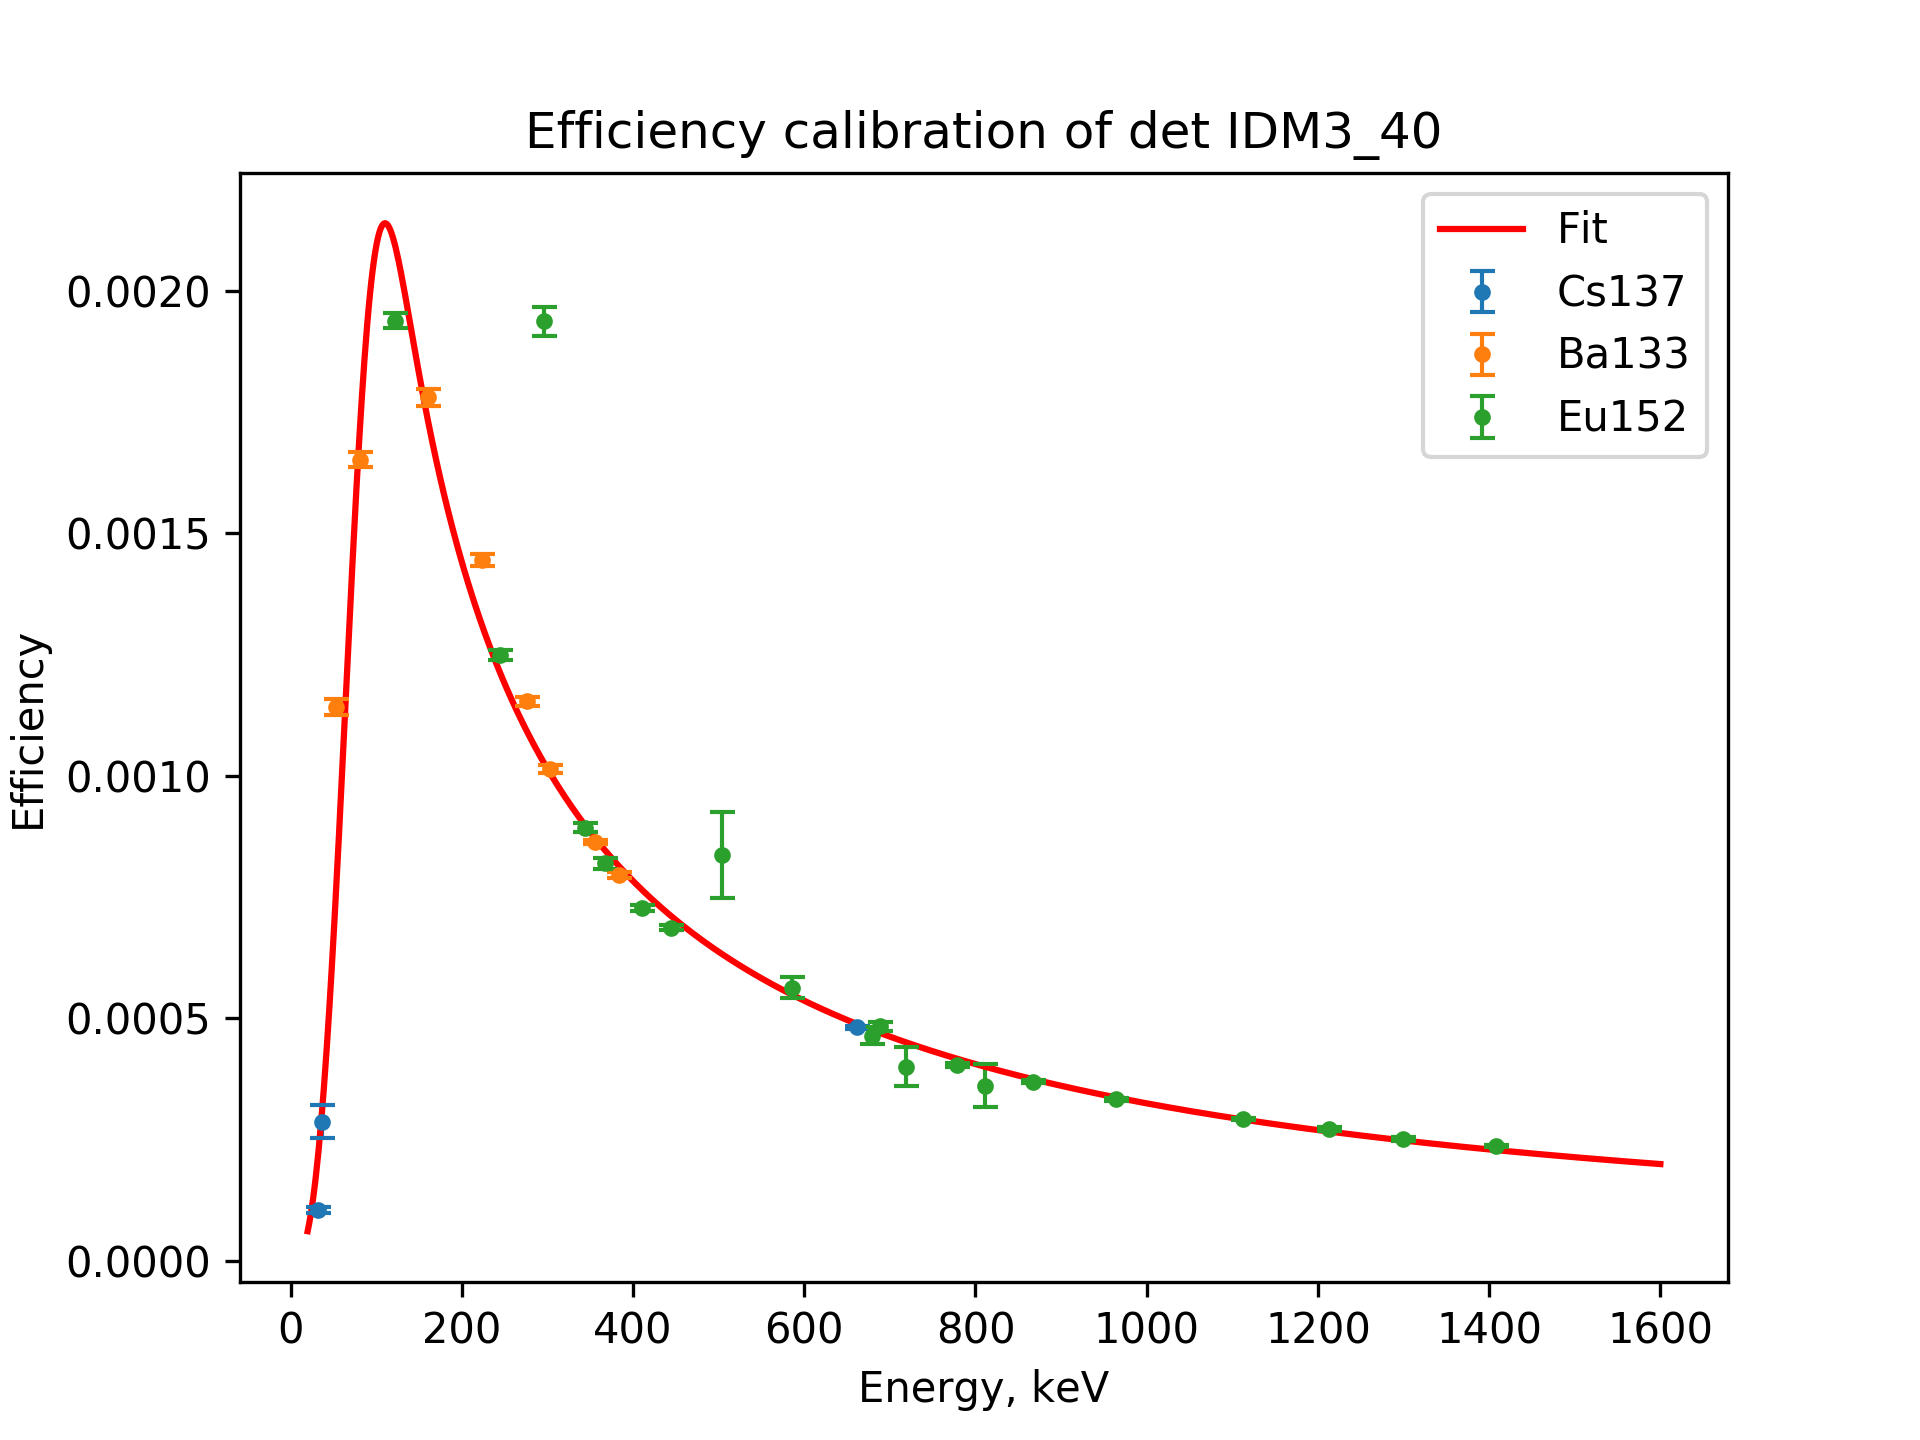 Efficiency calibration of det IDM3_40
Fit
Cs137
Ba133
Eu152
Efficiency
0.0020
0.0015
0.0010
0.0005
0.0000
0 200 400 600 800 1000 1200 1400 1600
Energy, keV